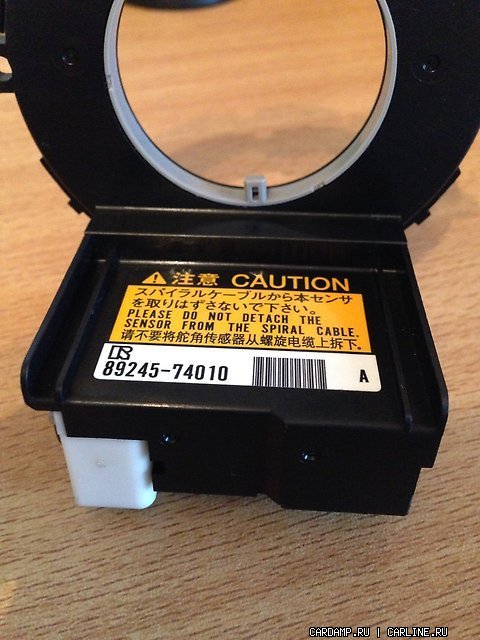 注意 CAUTION
スパイラルケーブルから本センサ
を取りはずさないで下さい。
PLEASE DO NOT DETACH THE
SENSOR FROM THE SPIRAL CABLE.
请不要将舵角传感器从螺旋电缆上拆下。
89245-74010
A
CARDAMP.RU | CARLINE.RU